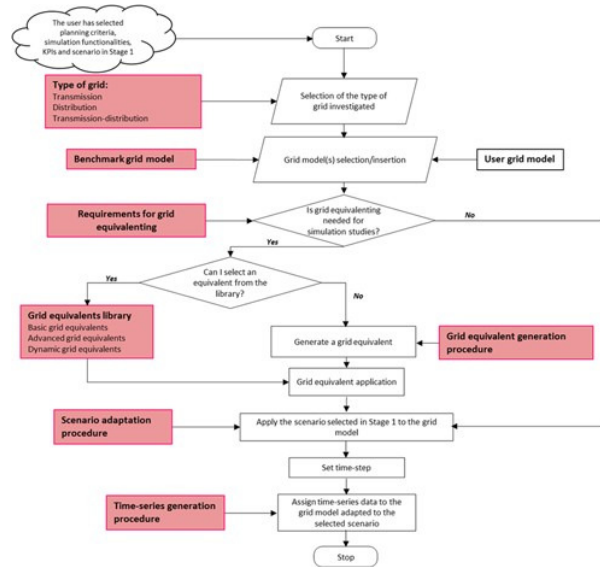 The user has selected
planning criteria,
simulation functionalities,
KPIs and scenario in Stage 1
Start
Type of grid:
Transmission
Distribution
Transmission-distribution
Selection of the type of
grid investigated
Benchmark grid model
Grid model(s) selection/insertion
User grid model
Requirements for grid
equivalenting
Is grid equivalenting
needed for
simulation studies?
No
Yes
Yes
Can I select an
equivalent from the
library?
No
Grid equivalents library
Basic grid equivalents
Advanced grid equivalents
Dynamic grid equivalents
Generate a grid equivalent
Grid equivalent generation
procedure
Grid equivalent application
Scenario adaptation
procedure
Apply the scenario selected in Stage 1 to the grid
model
Set time-step
Time-series generation
procedure
Assign time-series data to the
grid model adapted to the
selected scenario
Stop